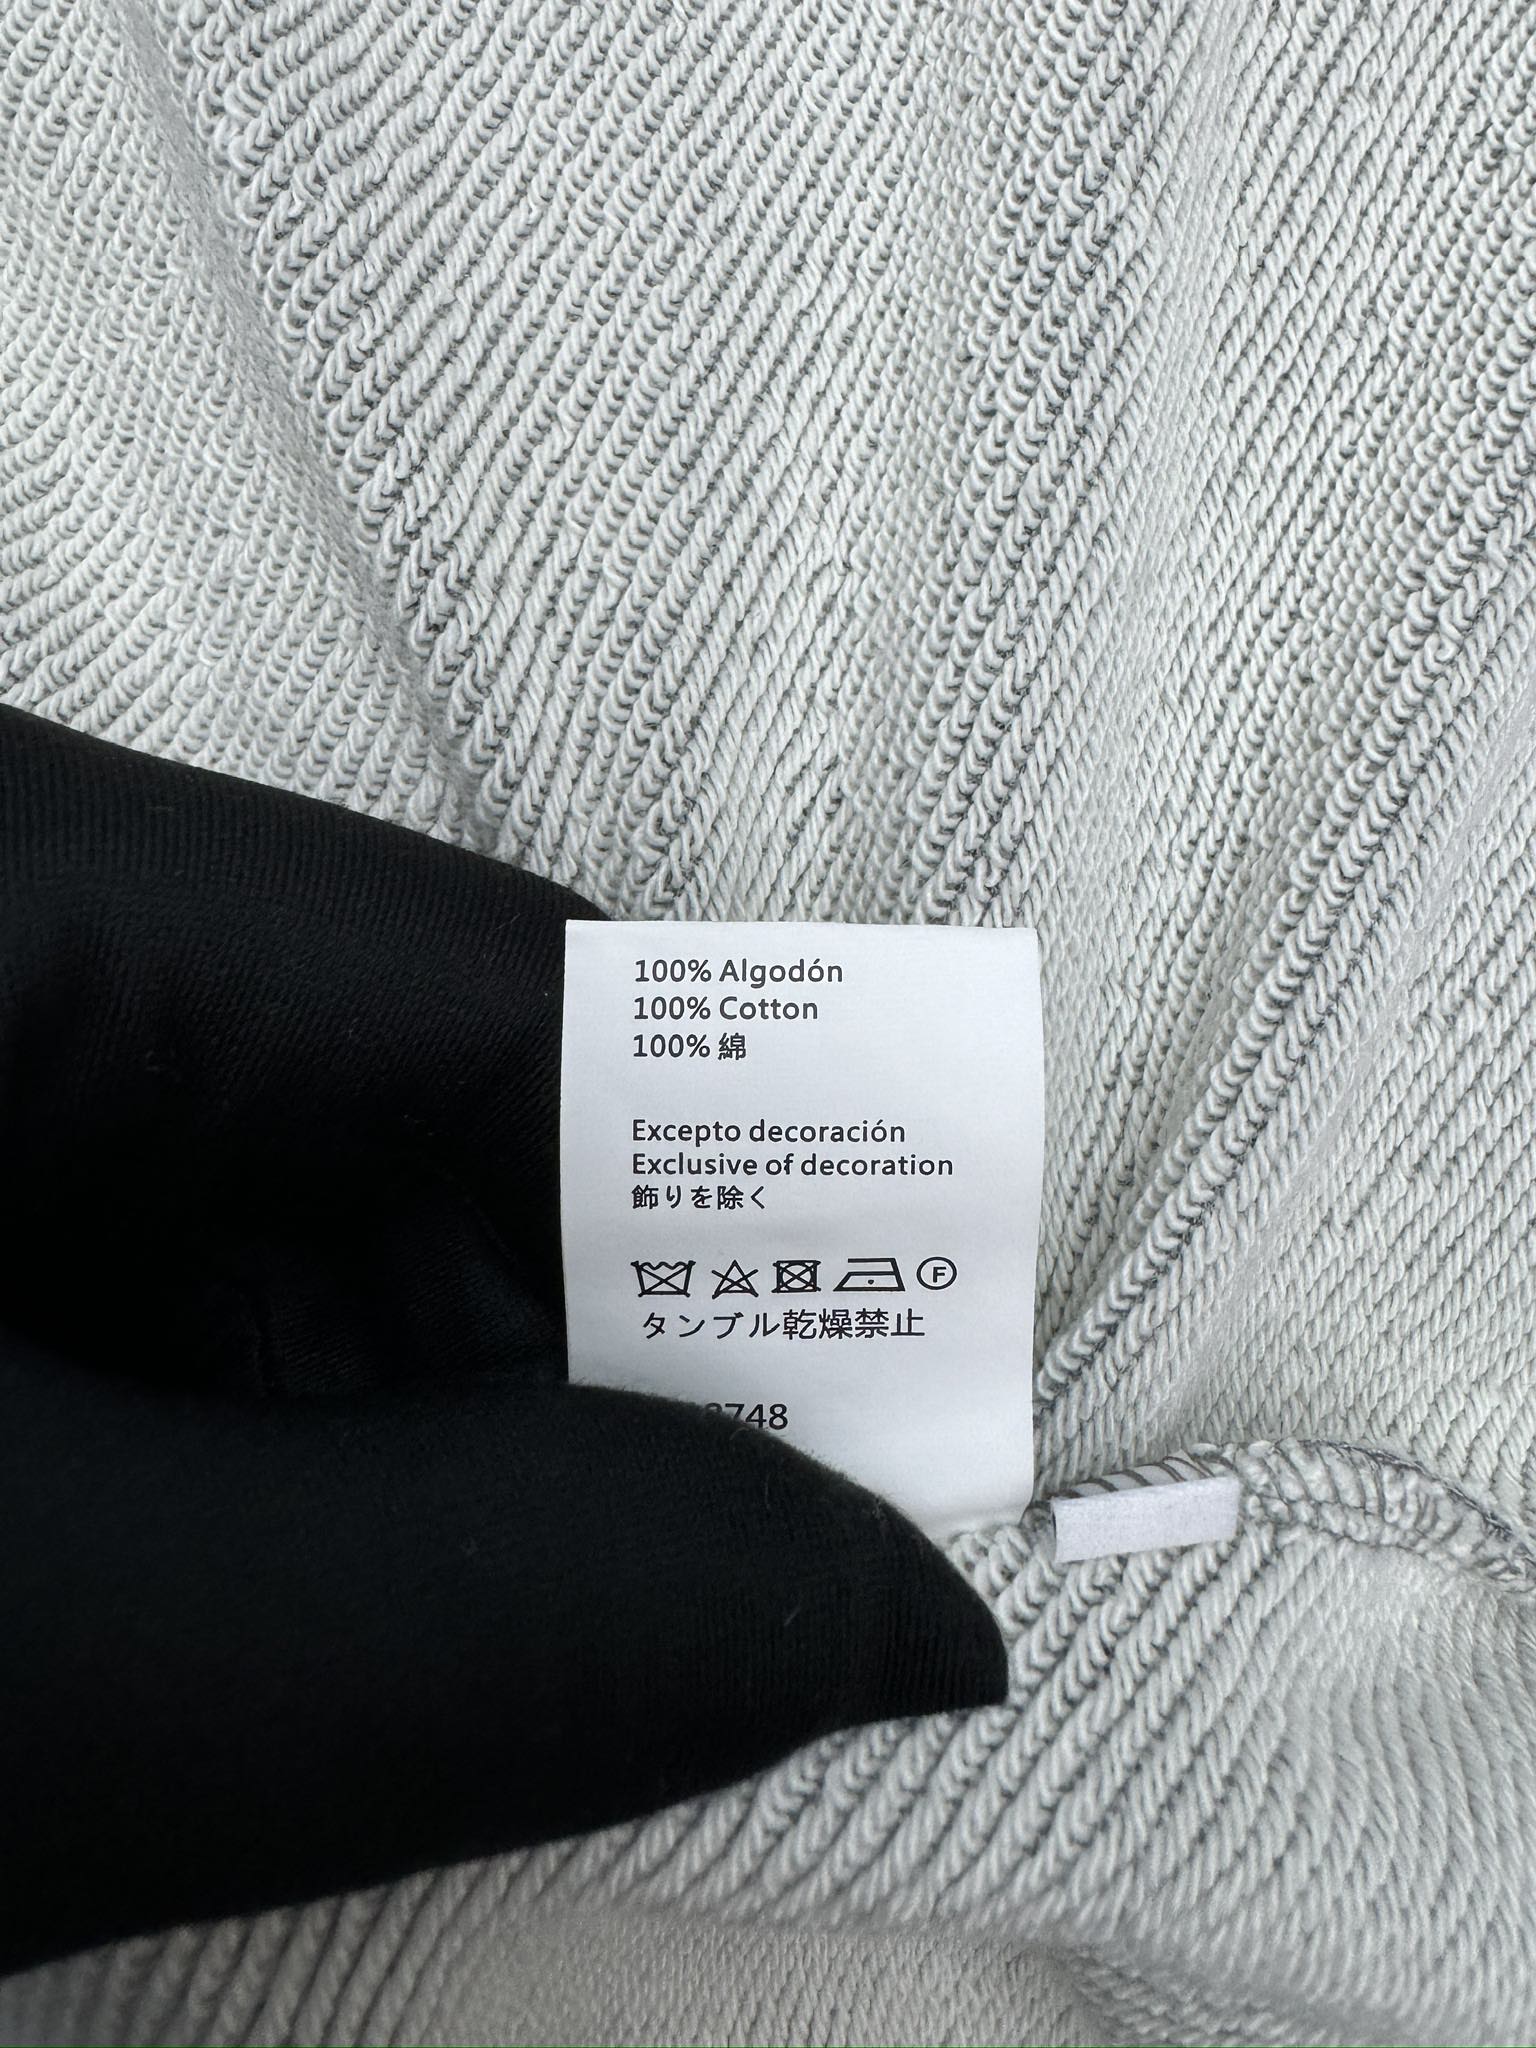 100% Algodón
100% Cotton
100% 綿
Excepto decoración
Exclusive of decoration
飾りを除く
F
タンブル乾燥禁止
748